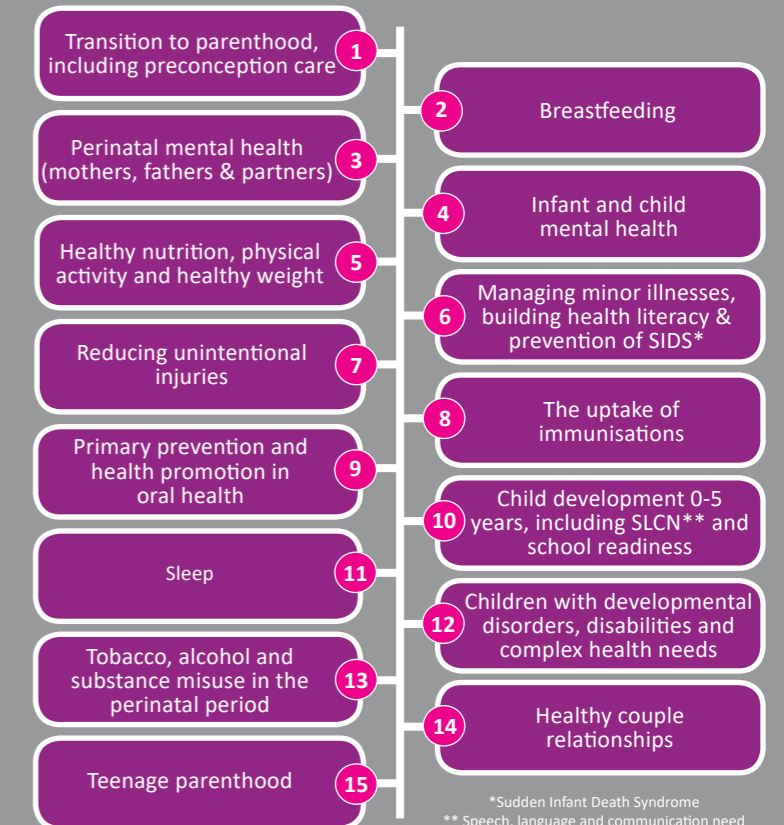 Transition to parenthood,
including preconception care
1
2
Breastfeeding
Perinatal mental health
(mothers, fathers & partners)
3
4
Infant and child
mental health
Healthy nutrition, physical
activity and healthy weight
5
6
Managing minor illnesses,
building health literacy &
prevention of SIDS*
Reducing unintentional
injuries
7
8
The uptake of
immunisations
Primary prevention and
health promotion in
oral health
9
10
Child development 0-5
years, including SLCN** and
school readiness
Sleep
11
12
Children with developmental
disorders, disabilities and
complex health needs
Tobacco, alcohol and
substance misuse in the
perinatal period
13
14
Healthy couple
relationships
Teenage parenthood
15
*Sudden Infant Death Syndrome
** Speech, language and communication need